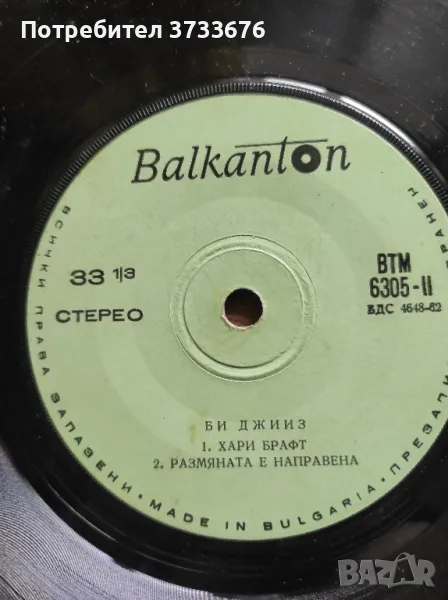 Потребител 3733676
Balkanton
33 1/3
СТЕРЕО
ВТМ
6305-II
БДС 4648-62
БИ ДЖИИЗ
1. ХАРИ БРАФТ
2. РАЗМЯНАТА Е НАПРАВЕНА
ВСИЧКИ ПРАВА ЗАПАЗЕНИ · MADE IN BULGARIA ·
BAZAR